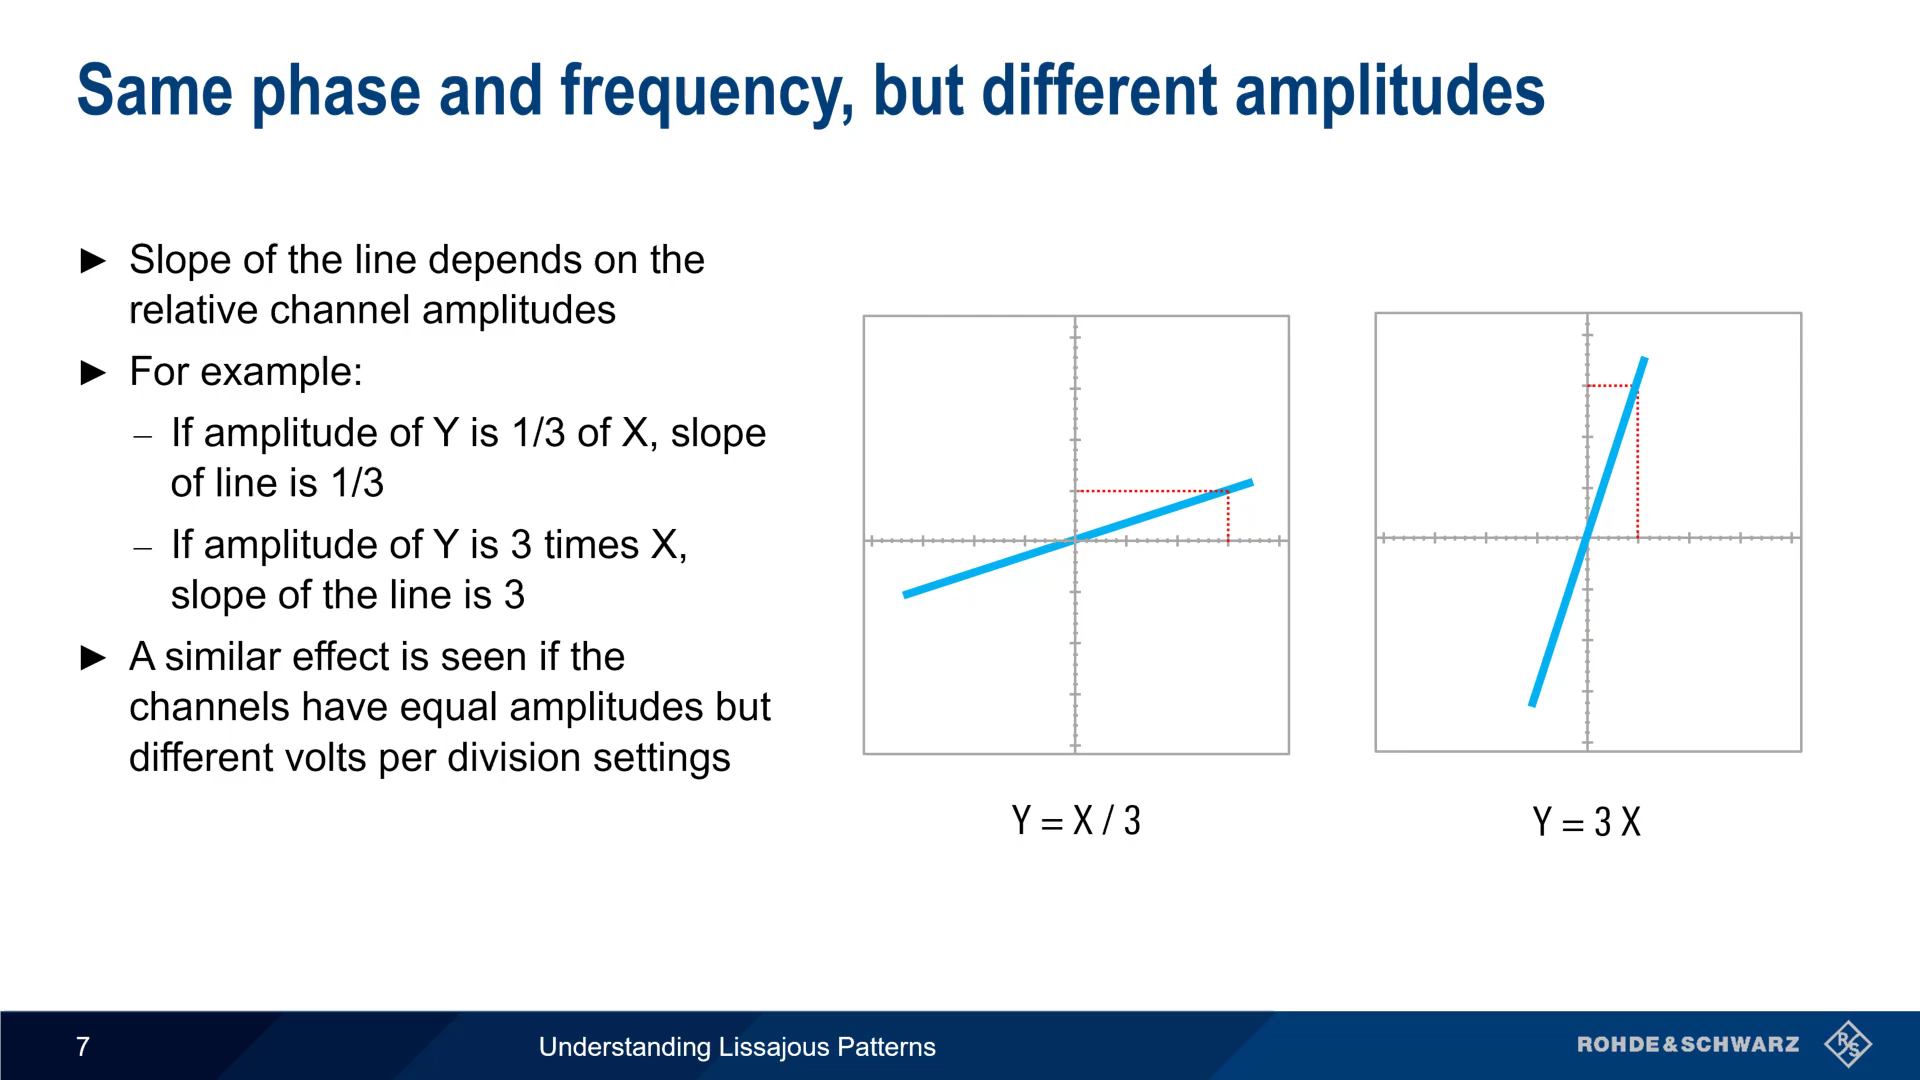 Same phase and frequency, but different amplitudes
► Slope of the line depends on the
relative channel amplitudes
► For example:
– If amplitude of Y is 1/3 of X, slope
of line is 1/3
– If amplitude of Y is 3 times X,
slope of the line is 3
► A similar effect is seen if the
channels have equal amplitudes but
different volts per division settings
Y = X / 3
Y = 3 X
7
Understanding Lissajous Patterns
ROHDE&SCHWARZ
R&S